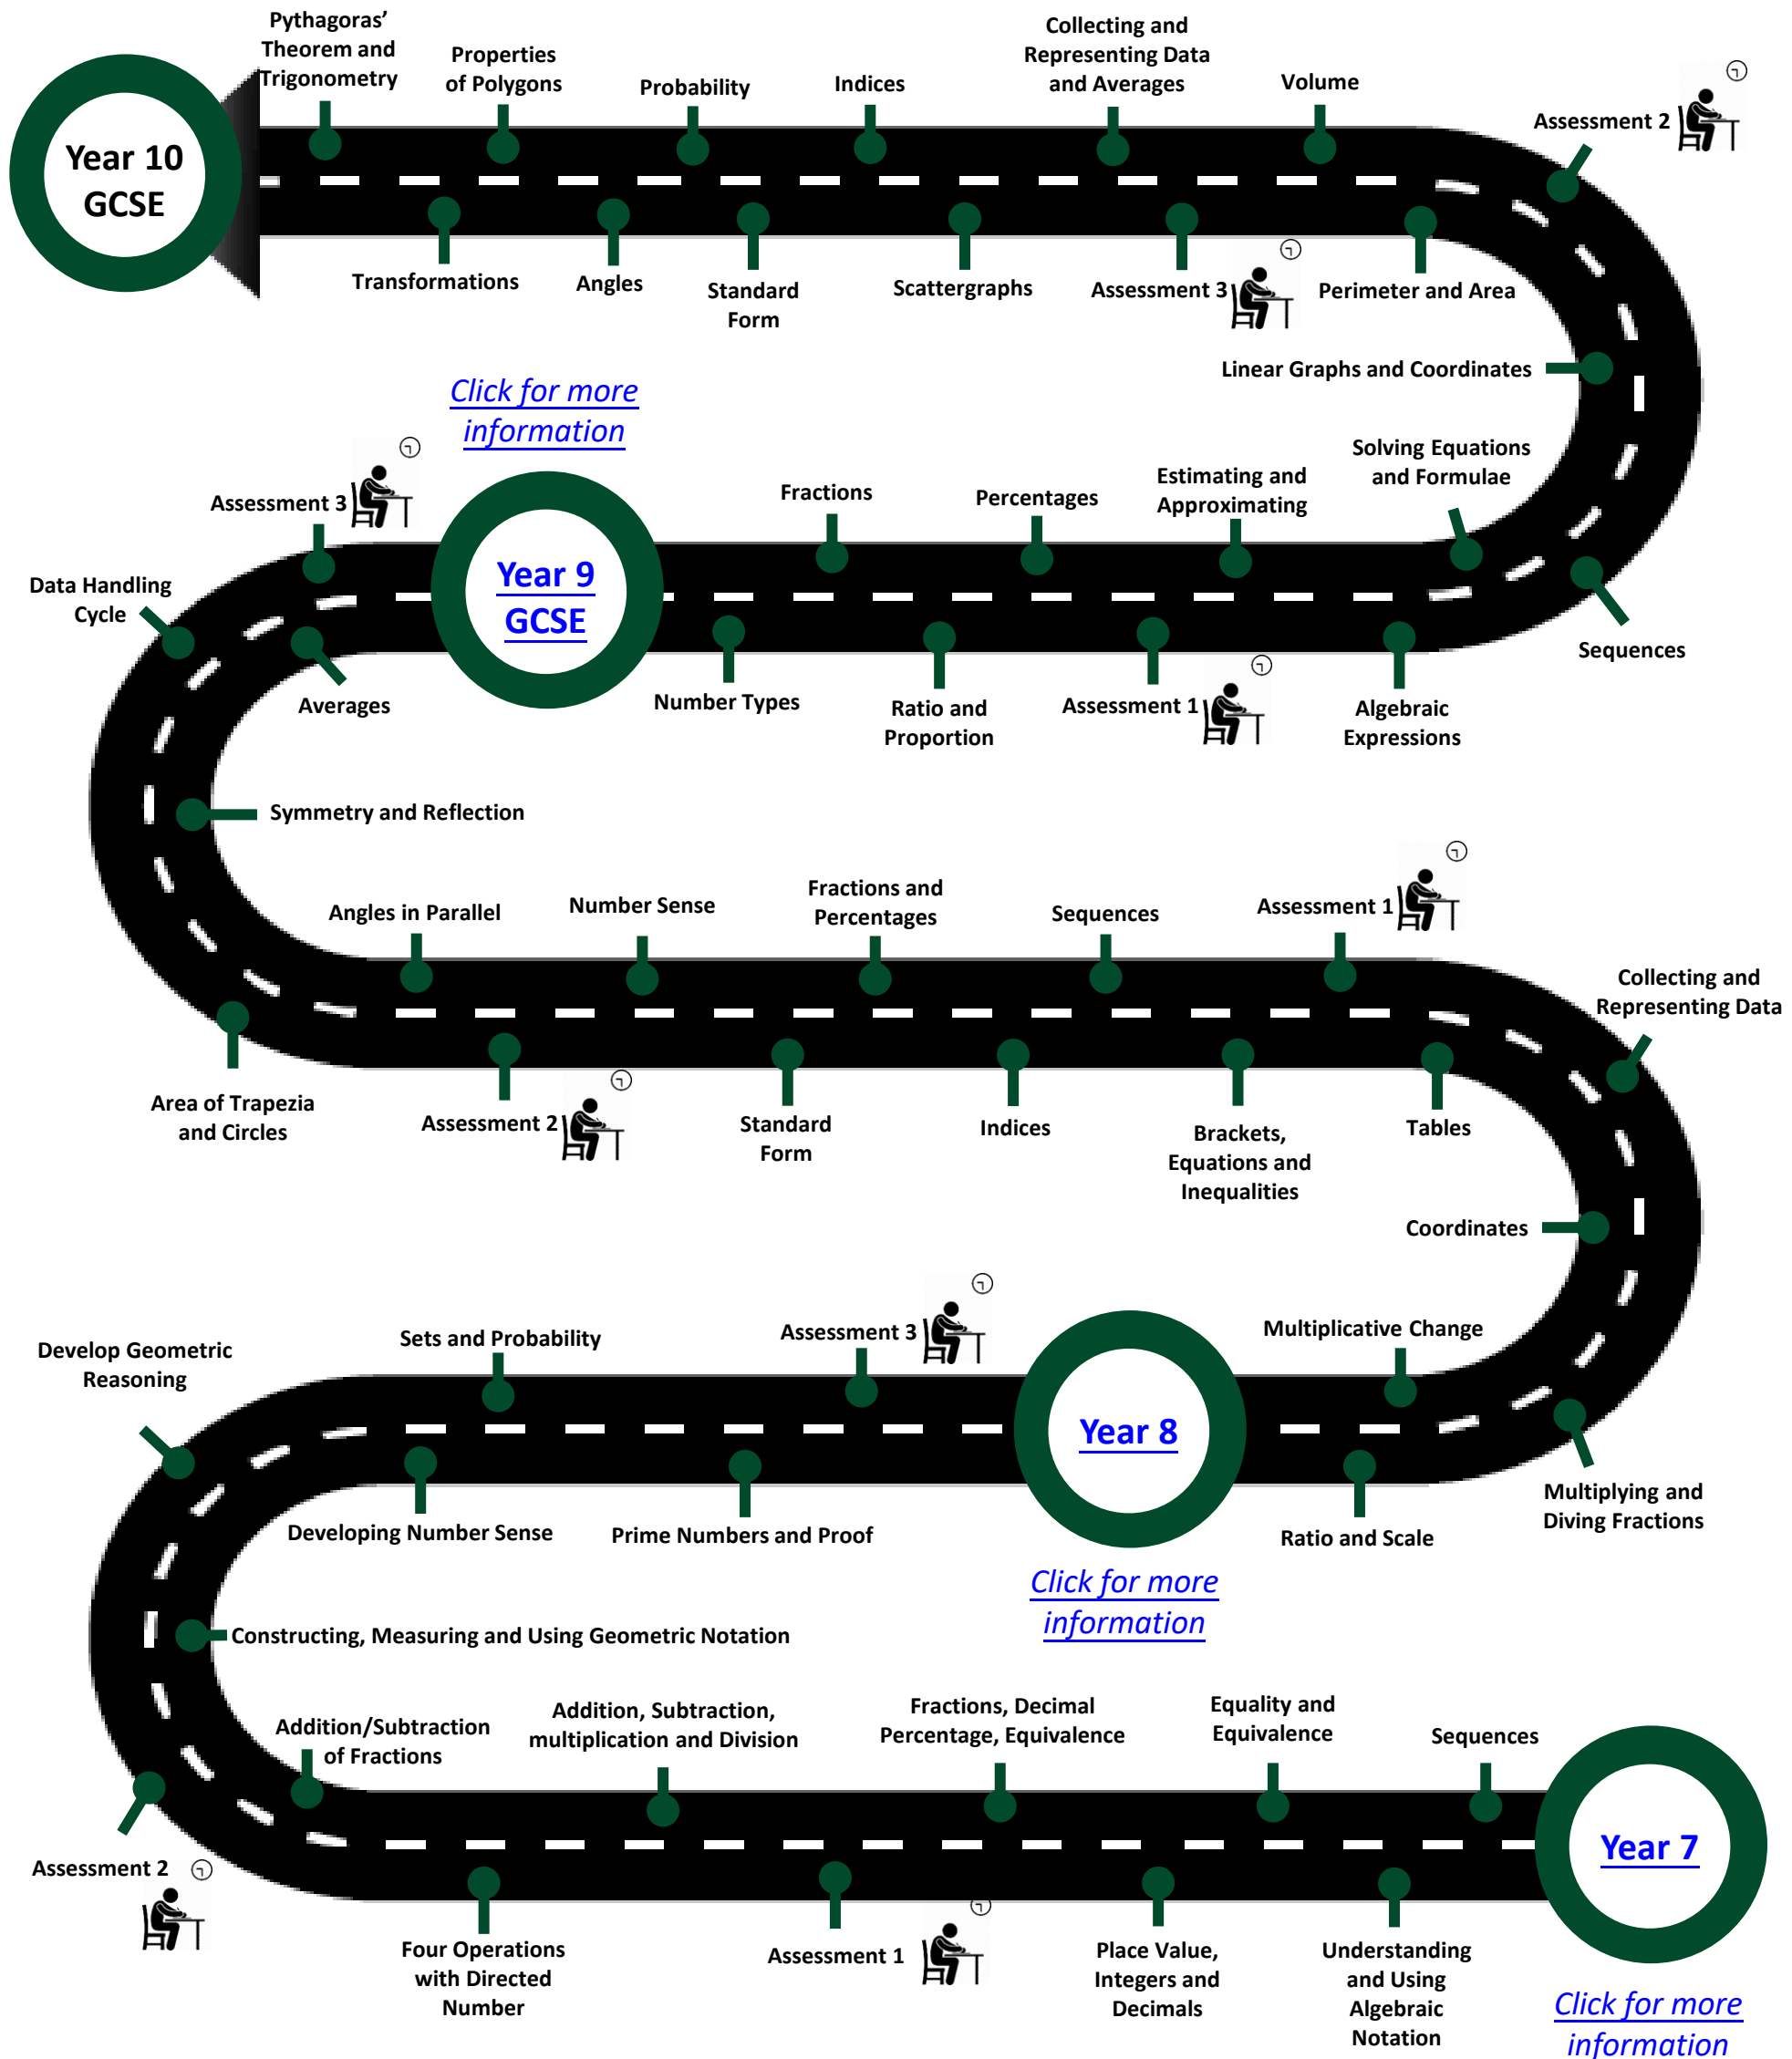 Pythagoras’
Theorem and
Trigonometry
Properties
of Polygons
Probability
Indices
Collecting and
Representing Data
and Averages
Volume
Assessment 2
Year 10
GCSE
Transformations
Angles
Standard
Form
Scattergraphs
Assessment 3
Perimeter and Area
Linear Graphs and Coordinates
Click for more
information
Solving Equations
and Formulae
Assessment 3
Fractions
Percentages
Estimating and
Approximating
Data Handling
Cycle
Year 9
GCSE
Sequences
Averages
Number Types
Ratio and
Proportion
Assessment 1
Algebraic
Expressions
Symmetry and Reflection
Angles in Parallel
Number Sense
Fractions and
Percentages
Sequences
Assessment 1
Collecting and
Representing Data
Area of Trapezia
and Circles
Assessment 2
Standard
Form
Indices
Brackets,
Equations and
Inequalities
Tables
Coordinates
Develop Geometric
Reasoning
Sets and Probability
Assessment 3
Multiplicative Change
Year 8
Developing Number Sense
Prime Numbers and Proof
Ratio and Scale
Multiplying and
Diving Fractions
Click for more
information
Constructing, Measuring and Using Geometric Notation
Addition/Subtraction
of Fractions
Addition, Subtraction,
multiplication and Division
Fractions, Decimal
Percentage, Equivalence
Equality and
Equivalence
Sequences
Year 7
Assessment 2
Four Operations
with Directed
Number
Assessment 1
Place Value,
Integers and
Decimals
Understanding
and Using
Algebraic
Notation
Click for more
information